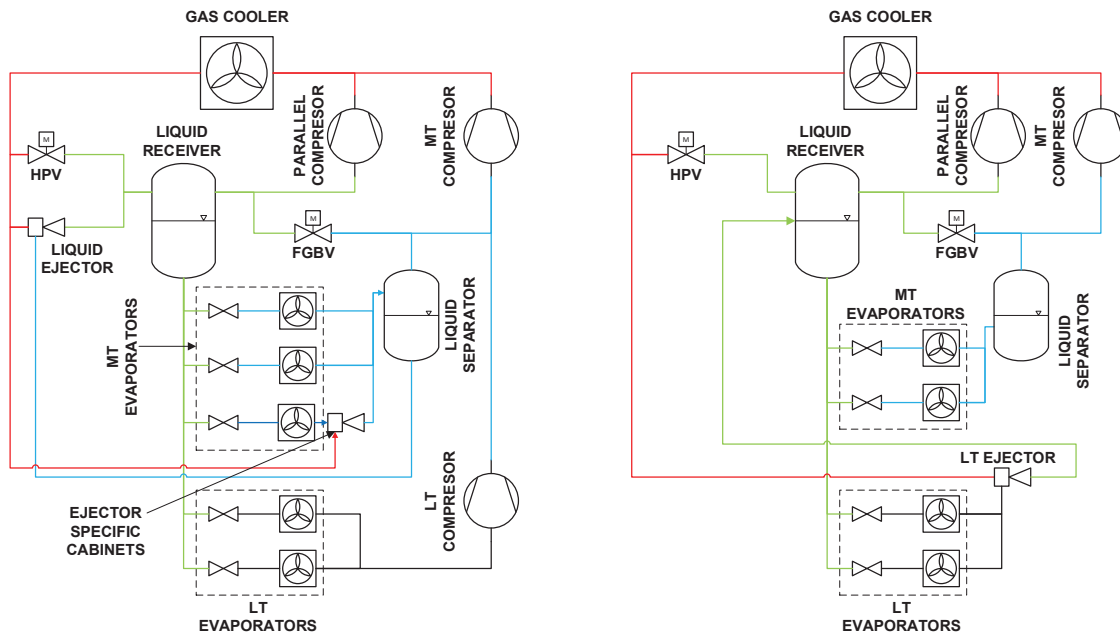 GAS COOLER
M
HPV
LIQUID
RECEIVER
PARALLEL
COMPRESOR
MT
COMPRESOR
LIQUID
EJECTOR
M
FGBV
MT
EVAPORATORS
LIQUID
SEPARATOR
EJECTOR
SPECIFIC
CABINETS
LT
COMPRESOR
LT
EVAPORATORS
GAS COOLER
M
HPV
LIQUID
RECEIVER
PARALLEL
COMPRESOR
MT
COMPRESOR
M
FGBV
MT
EVAPORATORS
LIQUID
SEPARATOR
LT EJECTOR
LT
EVAPORATORS